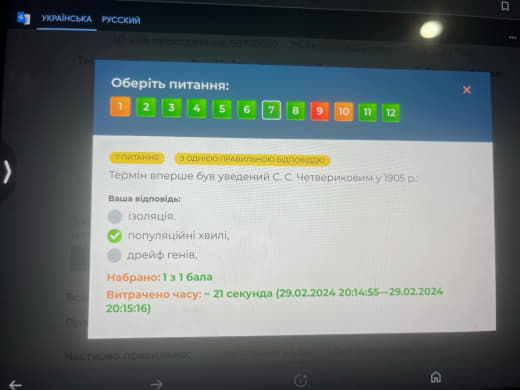 УКРАЇНСЬКА РУССКИЙ
Оберіть питання:
1 2 3 4 5 6 7 8 9 10 11 12
7 ПИТАННЯ З ОДНІЄЮ ПРАВИЛЬНОЮ ВІДПОВІДДЮ
Термін вперше був уведений С. С. Четвериковим у 1905 р.:
Ваша відповідь:
ізоляція.
популяційні хвилі,
дрейф генів,
Набрано: 1 з 1 бала
Витрачено часу: ~ 21 секунда (29.02.2024 20:14:55—29.02.2024
20:15:16)
Частково правильно: